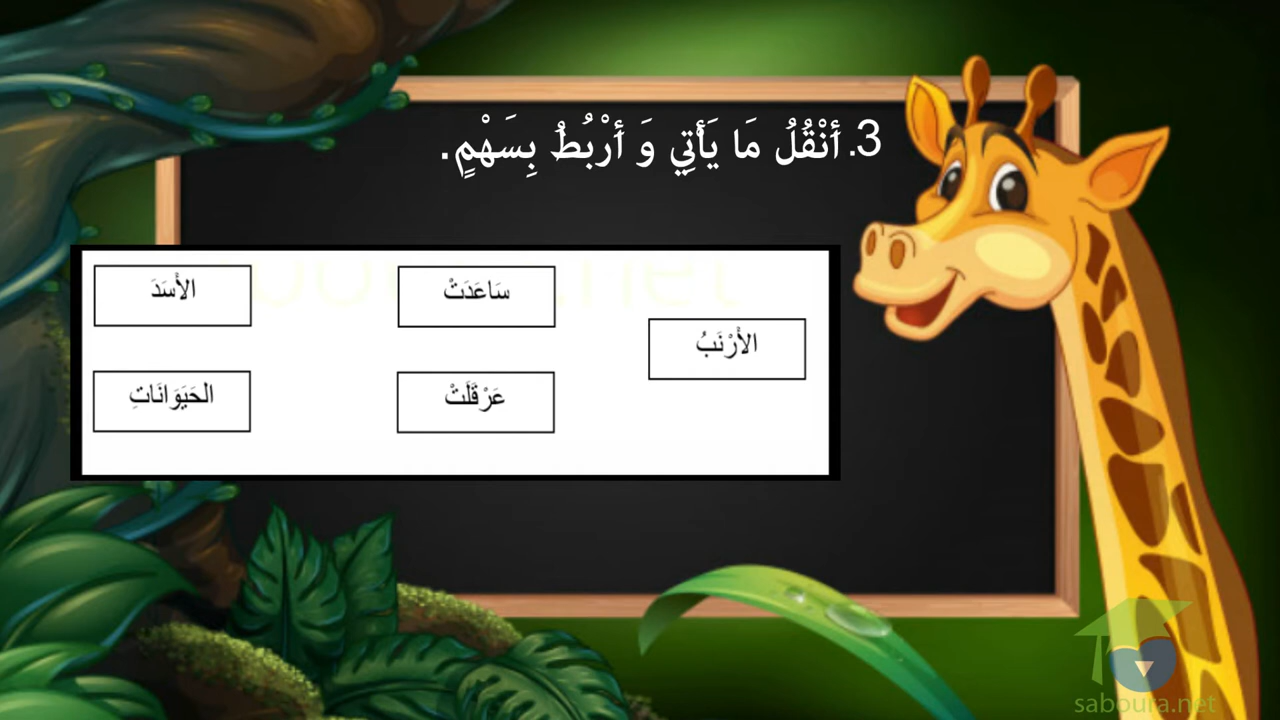 3. أَنْقُلُ مَا يَأْتِي وَ أَرْبُطُ بِسَهْمٍ.
سَاعَدَتْ
الأَسَدَ
الأَرْنَبُ
عَرْقَلَتْ
الحَيَوَانَاتِ
saboura.net